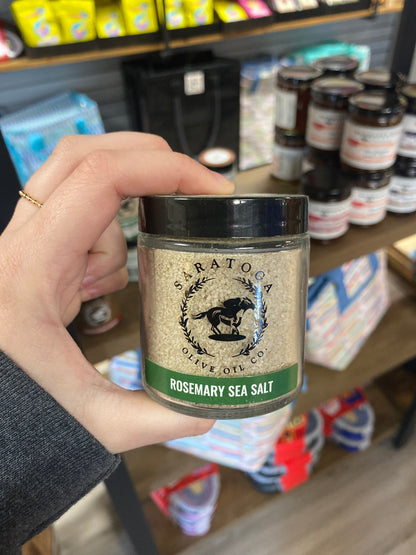 SARATOGA
OLIVE OIL CO.
ROSEMARY SEA SALT